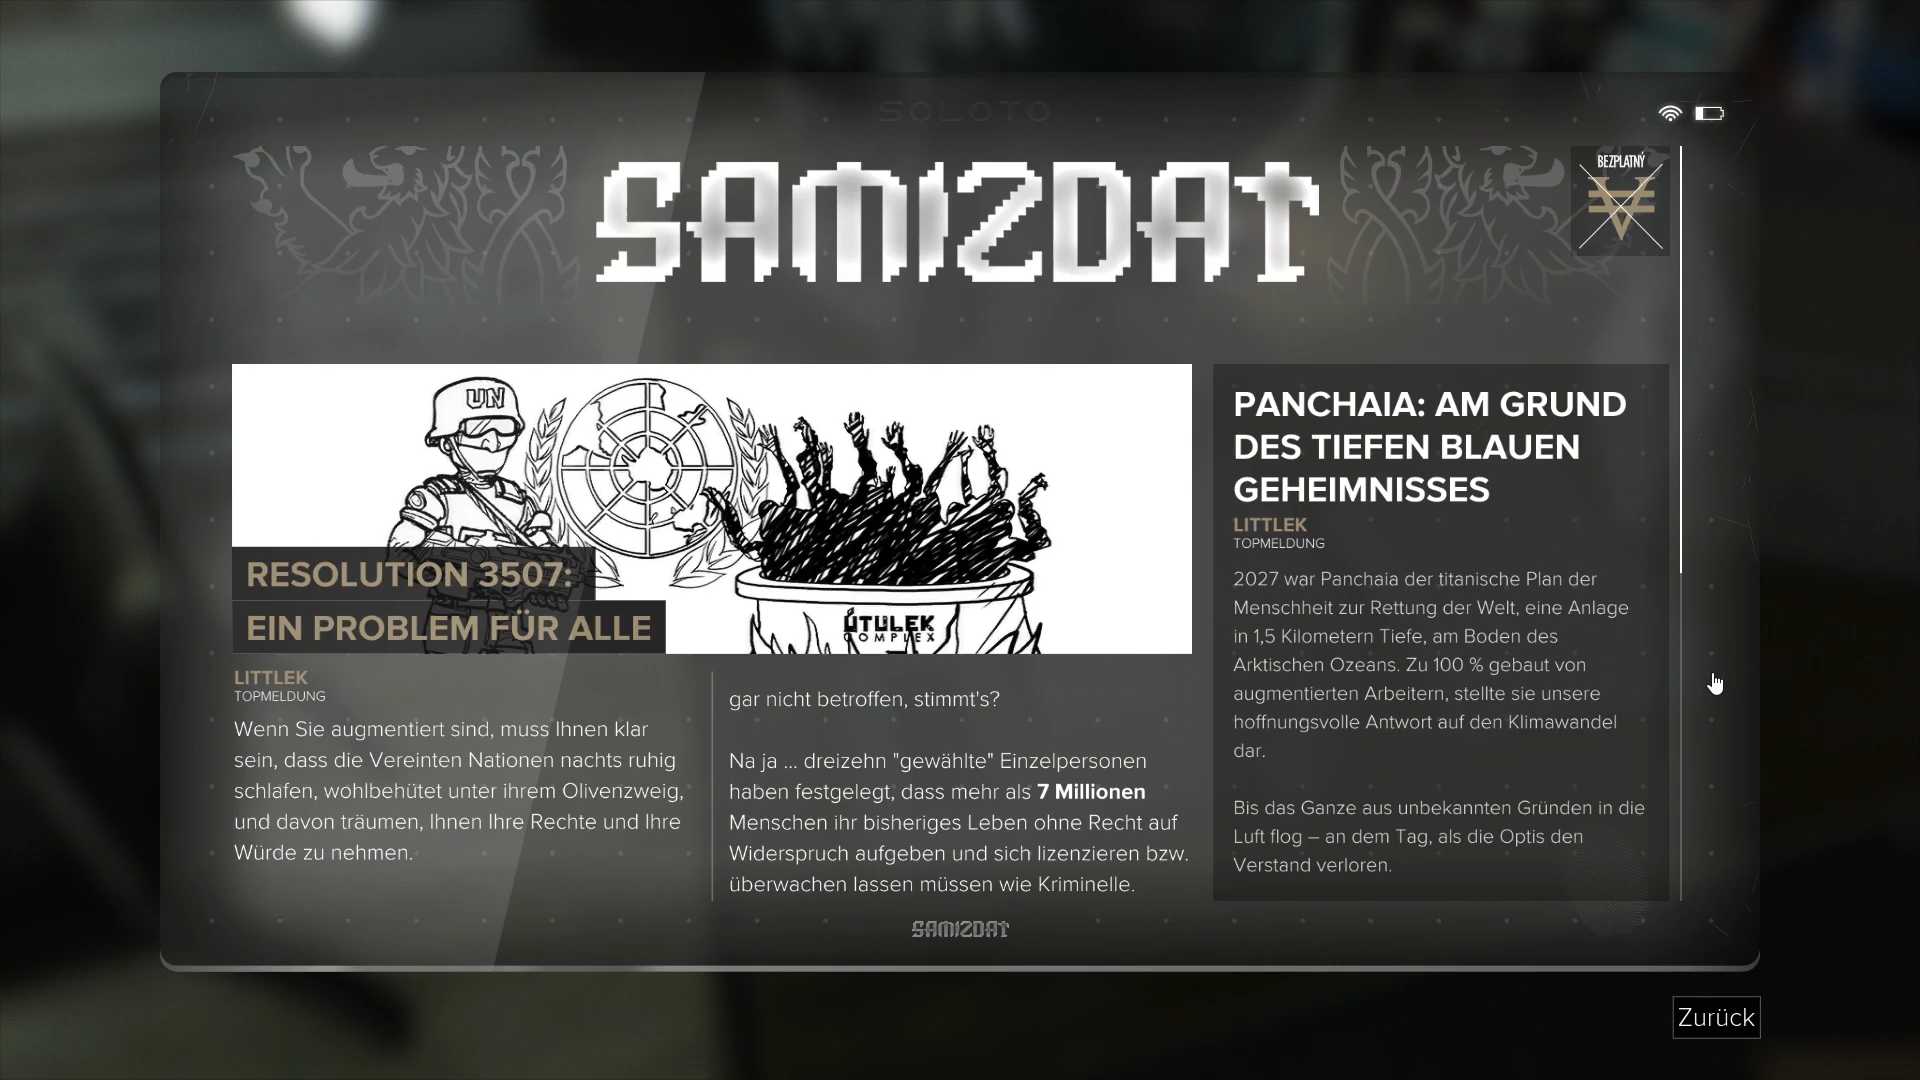 SOLOTO
SAMIZDAT
BEZPLATNÝ
UN
ÚTULEK
COMPLEX
RESOLUTION 3507:
EIN PROBLEM FÜR ALLE
LITTLEK
TOPMELDUNG
Wenn Sie augmentiert sind, muss Ihnen klar
sein, dass die Vereinten Nationen nachts ruhig
schlafen, wohlbehütet unter ihrem Olivenzweig,
und davon träumen, Ihnen Ihre Rechte und Ihre
Würde zu nehmen.
gar nicht betroffen, stimmt's?
Na ja ... dreizehn "gewählte" Einzelpersonen
haben festgelegt, dass mehr als 7 Millionen
Menschen ihr bisheriges Leben ohne Recht auf
Widerspruch aufgeben und sich lizenzieren bzw.
überwachen lassen müssen wie Kriminelle.
PANCHAIA: AM GRUND
DES TIEFEN BLAUEN
GEHEIMNISSES
LITTLEK
TOPMELDUNG
2027 war Panchaia der titanische Plan der
Menschheit zur Rettung der Welt, eine Anlage
in 1,5 Kilometern Tiefe, am Boden des
Arktischen Ozeans. Zu 100 % gebaut von
augmentierten Arbeitern, stellte sie unsere
hoffnungsvolle Antwort auf den Klimawandel
dar.
Bis das Ganze aus unbekannten Gründen in die
Luft flog – an dem Tag, als die Optis den
Verstand verloren.
SAMIZDAT
Zurück